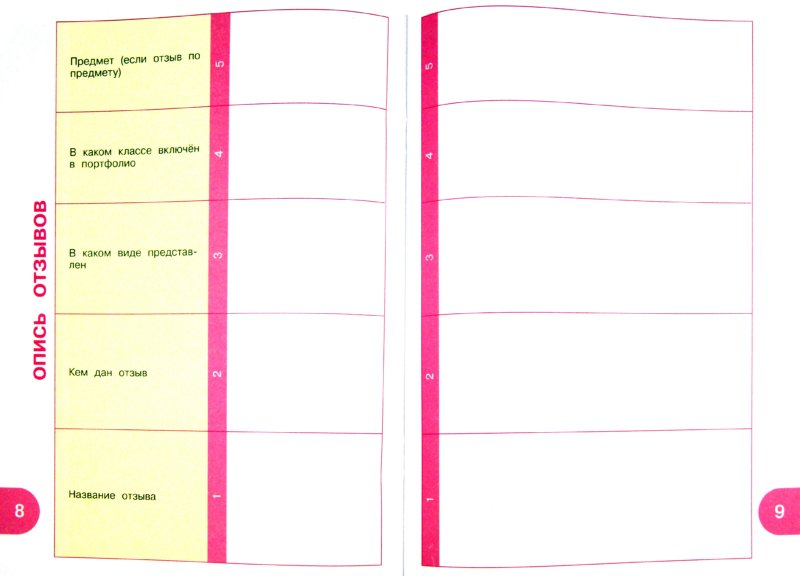 ОПИСЬ ОТЗЫВОВ
Предмет (если отзыв по
предмету)
5
В каком классе включён
в портфолио
4
В каком виде представ-
лен
3
Кем дан отзыв
2
Название отзыва
1
8
5
4
3
2
1
9